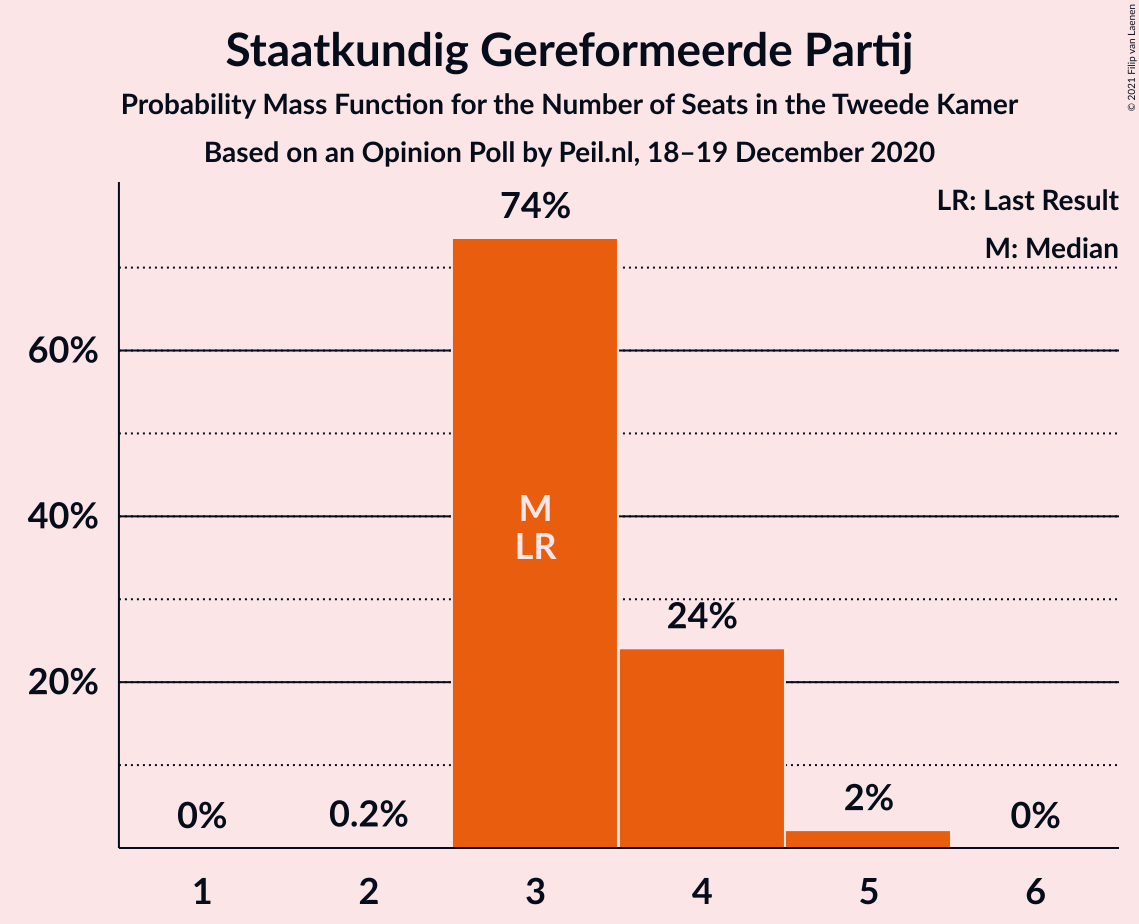 Staatkundig Gereformeerde Partij
Probability Mass Function for the Number of Seats in the Tweede Kamer
Based on an Opinion Poll by Peil.nl, 18–19 December 2020
© 2021 Filip van Laenen
LR: Last Result
M: Median
74%
60%
M
40%
LR
24%
20%
2%
0%
0.2%
0%
1
2
3
4
5
6